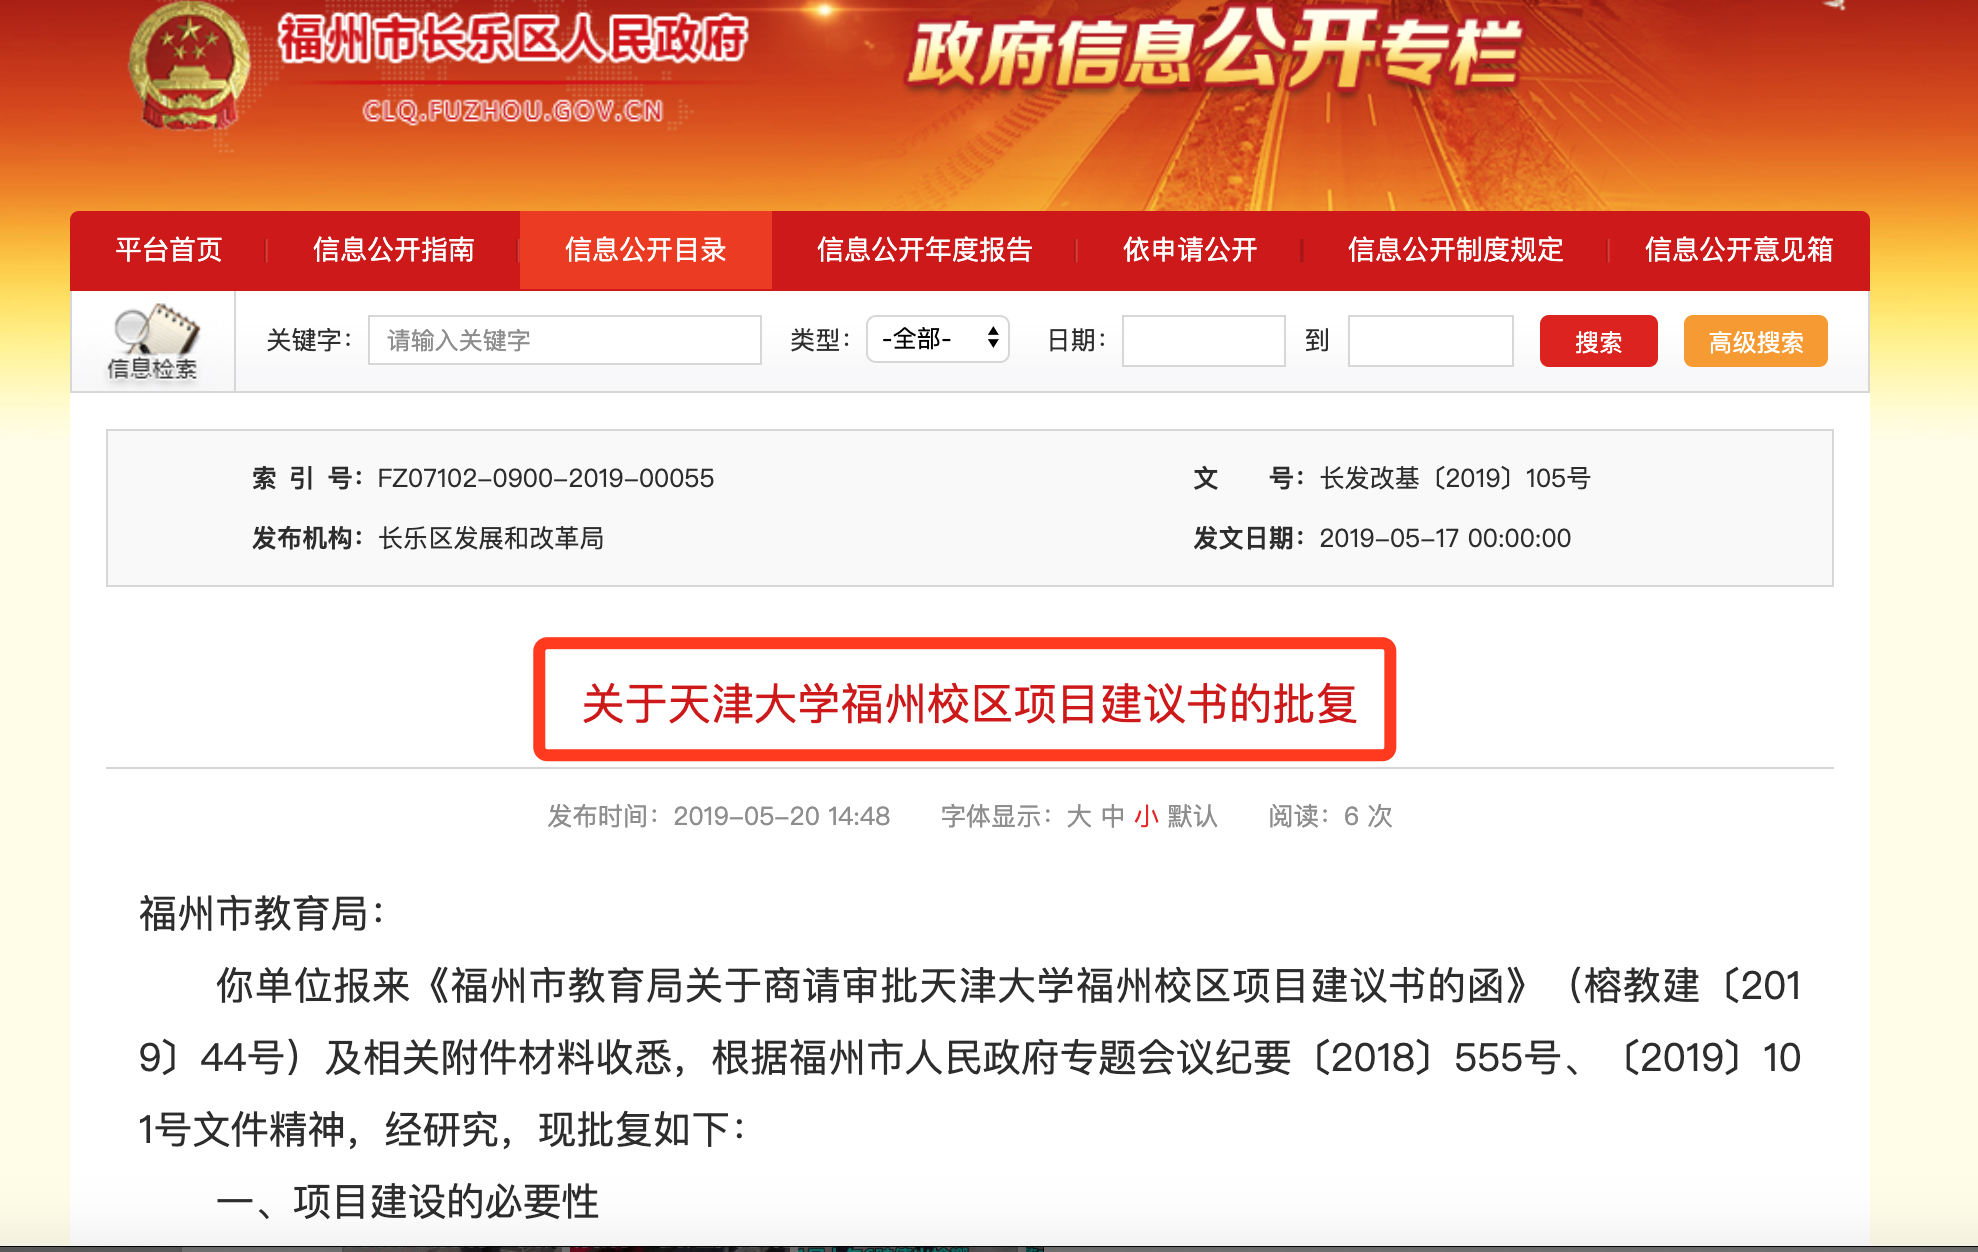 福州市长乐区人民政府
CLQ.FUZHOU.GOV.CN
政府信息公开专栏
平台首页 信息公开指南 信息公开目录 信息公开年度报告 依申请公开 信息公开制度规定 信息公开意见箱
信息检索
关键字： 请输入关键字 类型： -全部- 日期： 到 搜索 高级搜索
索 引 号： FZ07102-0900-2019-00055 文 号： 长发改基〔2019〕105号
发布机构： 长乐区发展和改革局 发文日期： 2019-05-17 00:00:00
关于天津大学福州校区项目建议书的批复
发布时间：2019-05-20 14:48 字体显示：大 中 小 默认 阅读：6 次
福州市教育局：
你单位报来《福州市教育局关于商请审批天津大学福州校区项目建议书的函》（榕教建〔201
9〕44号）及相关附件材料收悉，根据福州市人民政府专题会议纪要〔2018〕555号、〔2019〕10
1号文件精神，经研究，现批复如下：
一、项目建设的必要性